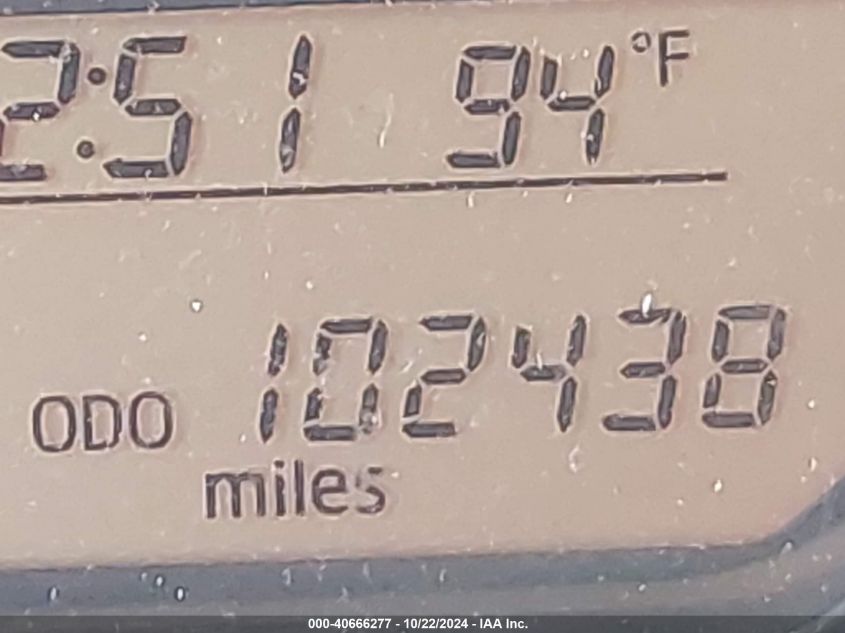 2:51 94°F
ODO 102438
miles
000-40666277 - 10/22/2024 - IAA Inc.